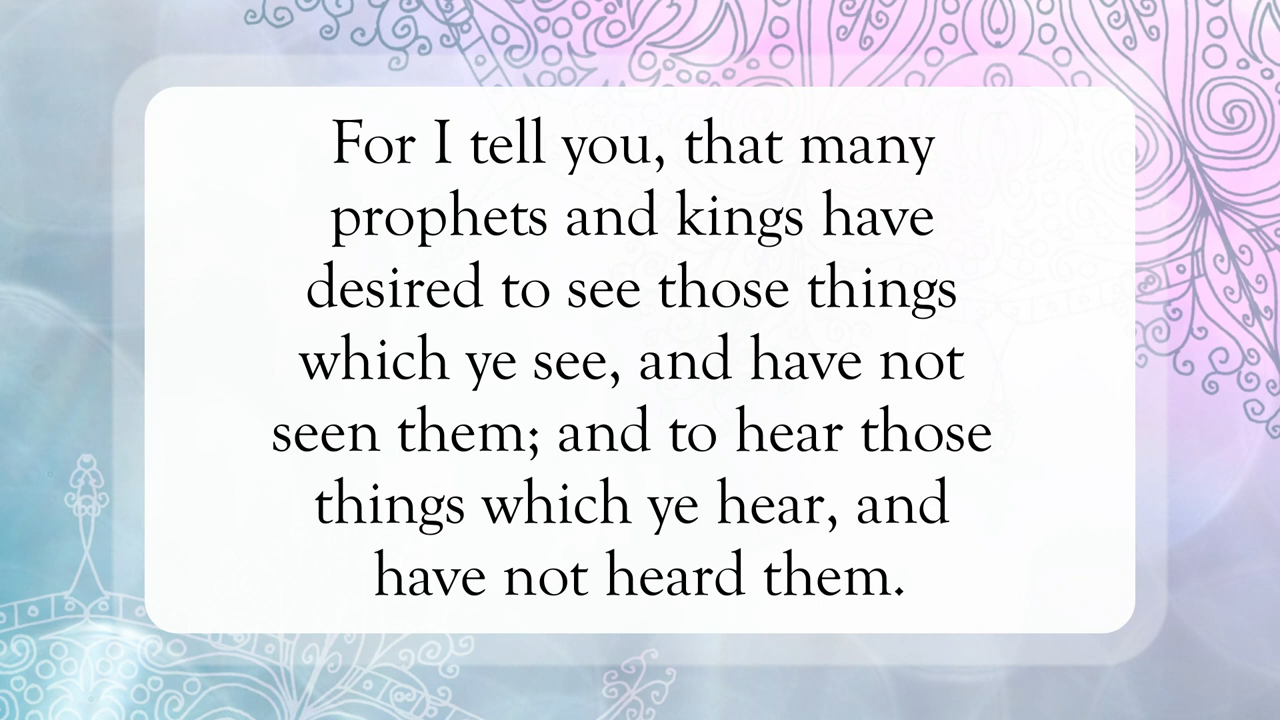 For I tell you, that many
prophets and kings have
desired to see those things
which ye see, and have not
seen them; and to hear those
things which ye hear, and
have not heard them.